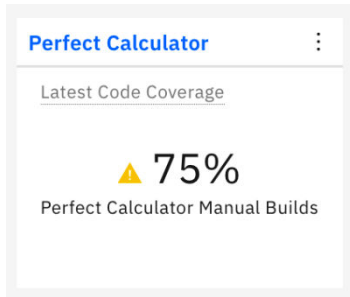 Perfect Calculator
Latest Code Coverage
75%
Perfect Calculator Manual Builds